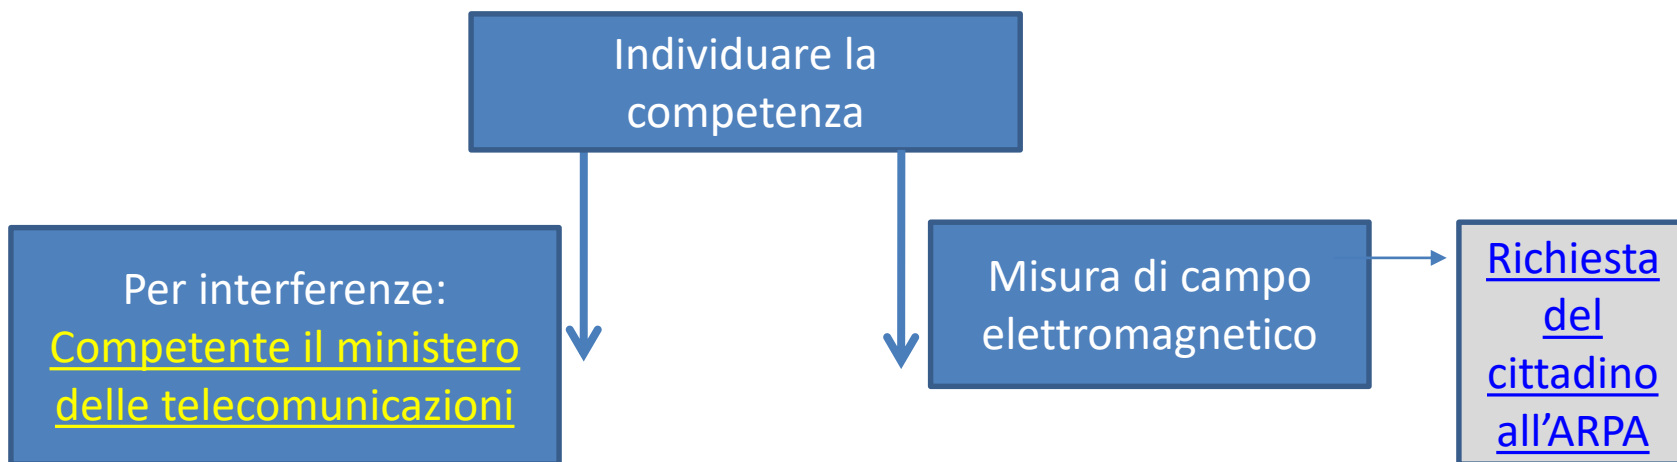 Individuare la
competenza
Per interferenze:
Competente il ministero
delle telecomunicazioni
Misura di campo
elettromagnetico
Richiesta
del
cittadino
all’ARPA